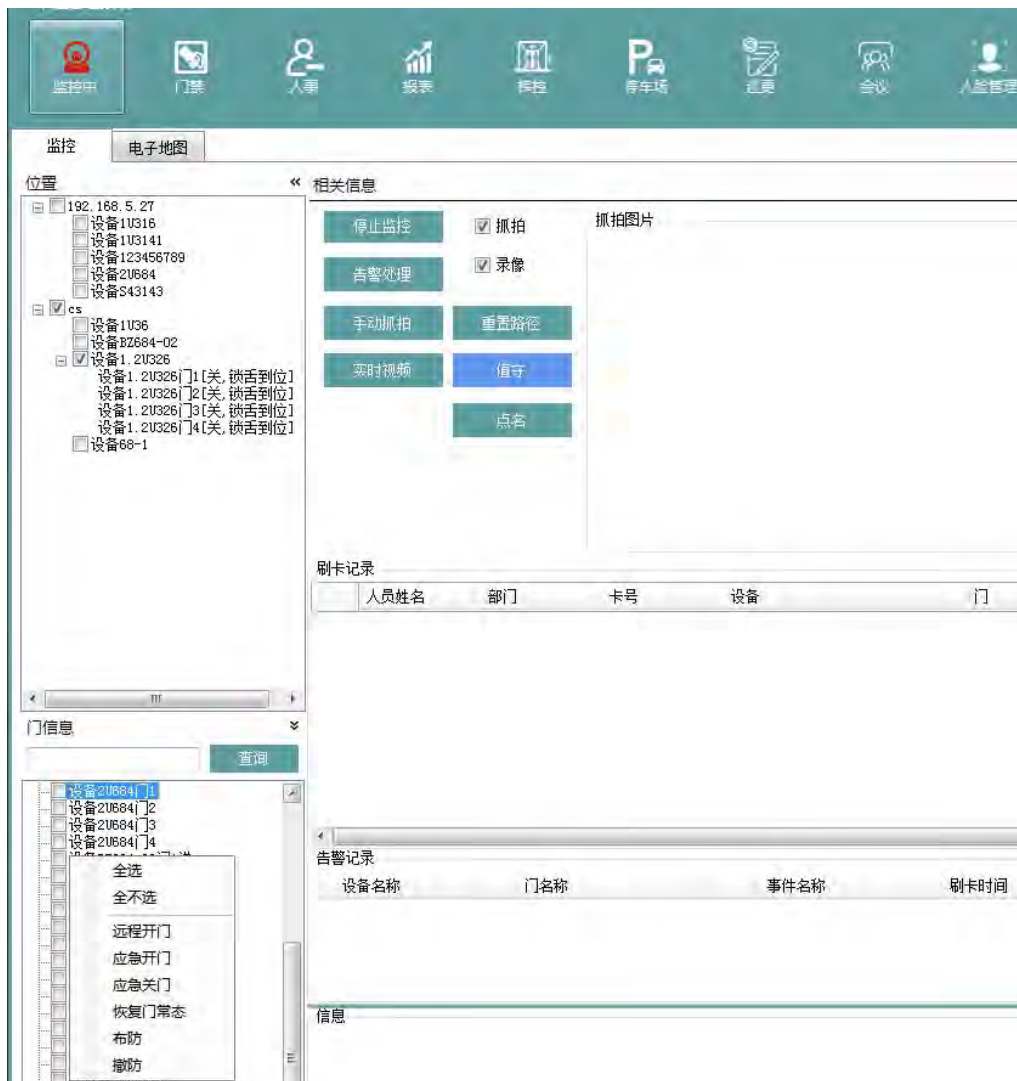 监控中 门禁 人事 报表 梯控 停车场 巡更 会议 人脸管理
监控 电子地图
位置 «
192.168.5.27
设备1U316
设备1U3141
设备123456789
设备2U684
设备S43143
cs
设备1U36
设备BZ684-02
设备1.2U326
设备1.2U326门1[关,锁舌到位]
设备1.2U326门2[关,锁舌到位]
设备1.2U326门3[关,锁舌到位]
设备1.2U326门4[关,锁舌到位]
设备68-1
门信息
查询
设备2U684门1
设备2U684门2
设备2U684门3
设备2U684门4
全选
全不选
远程开门
应急开门
应急关门
恢复门常态
布防
撤防
相关信息
停止监控 抓拍
告警处理 录像
手动抓拍 重置路径
实时视频 值守
点名
抓拍图片
刷卡记录
人员姓名 部门 卡号 设备 门
告警记录
设备名称 门名称 事件名称 刷卡时间
信息